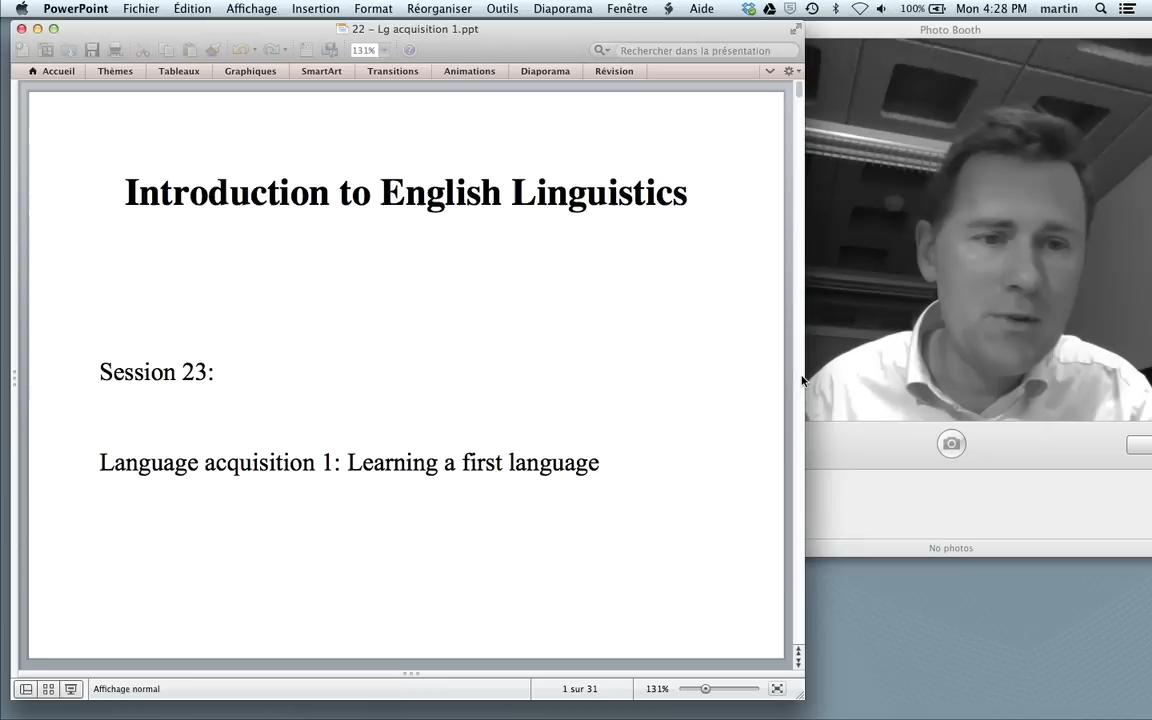 PowerPoint Fichier Édition Affichage Insertion Format Réorganiser Outils Diaporama Fenêtre Aide 100% Mon 4:28 PM martin
22 – Lg acquisition 1.ppt
Photo Booth
131% Rechercher dans la présentation
Accueil Thèmes Tableaux Graphiques SmartArt Transitions Animations Diaporama Révision
Introduction to English Linguistics
Session 23:
Language acquisition 1: Learning a first language
No photos
Affichage normal 1 sur 31 131%